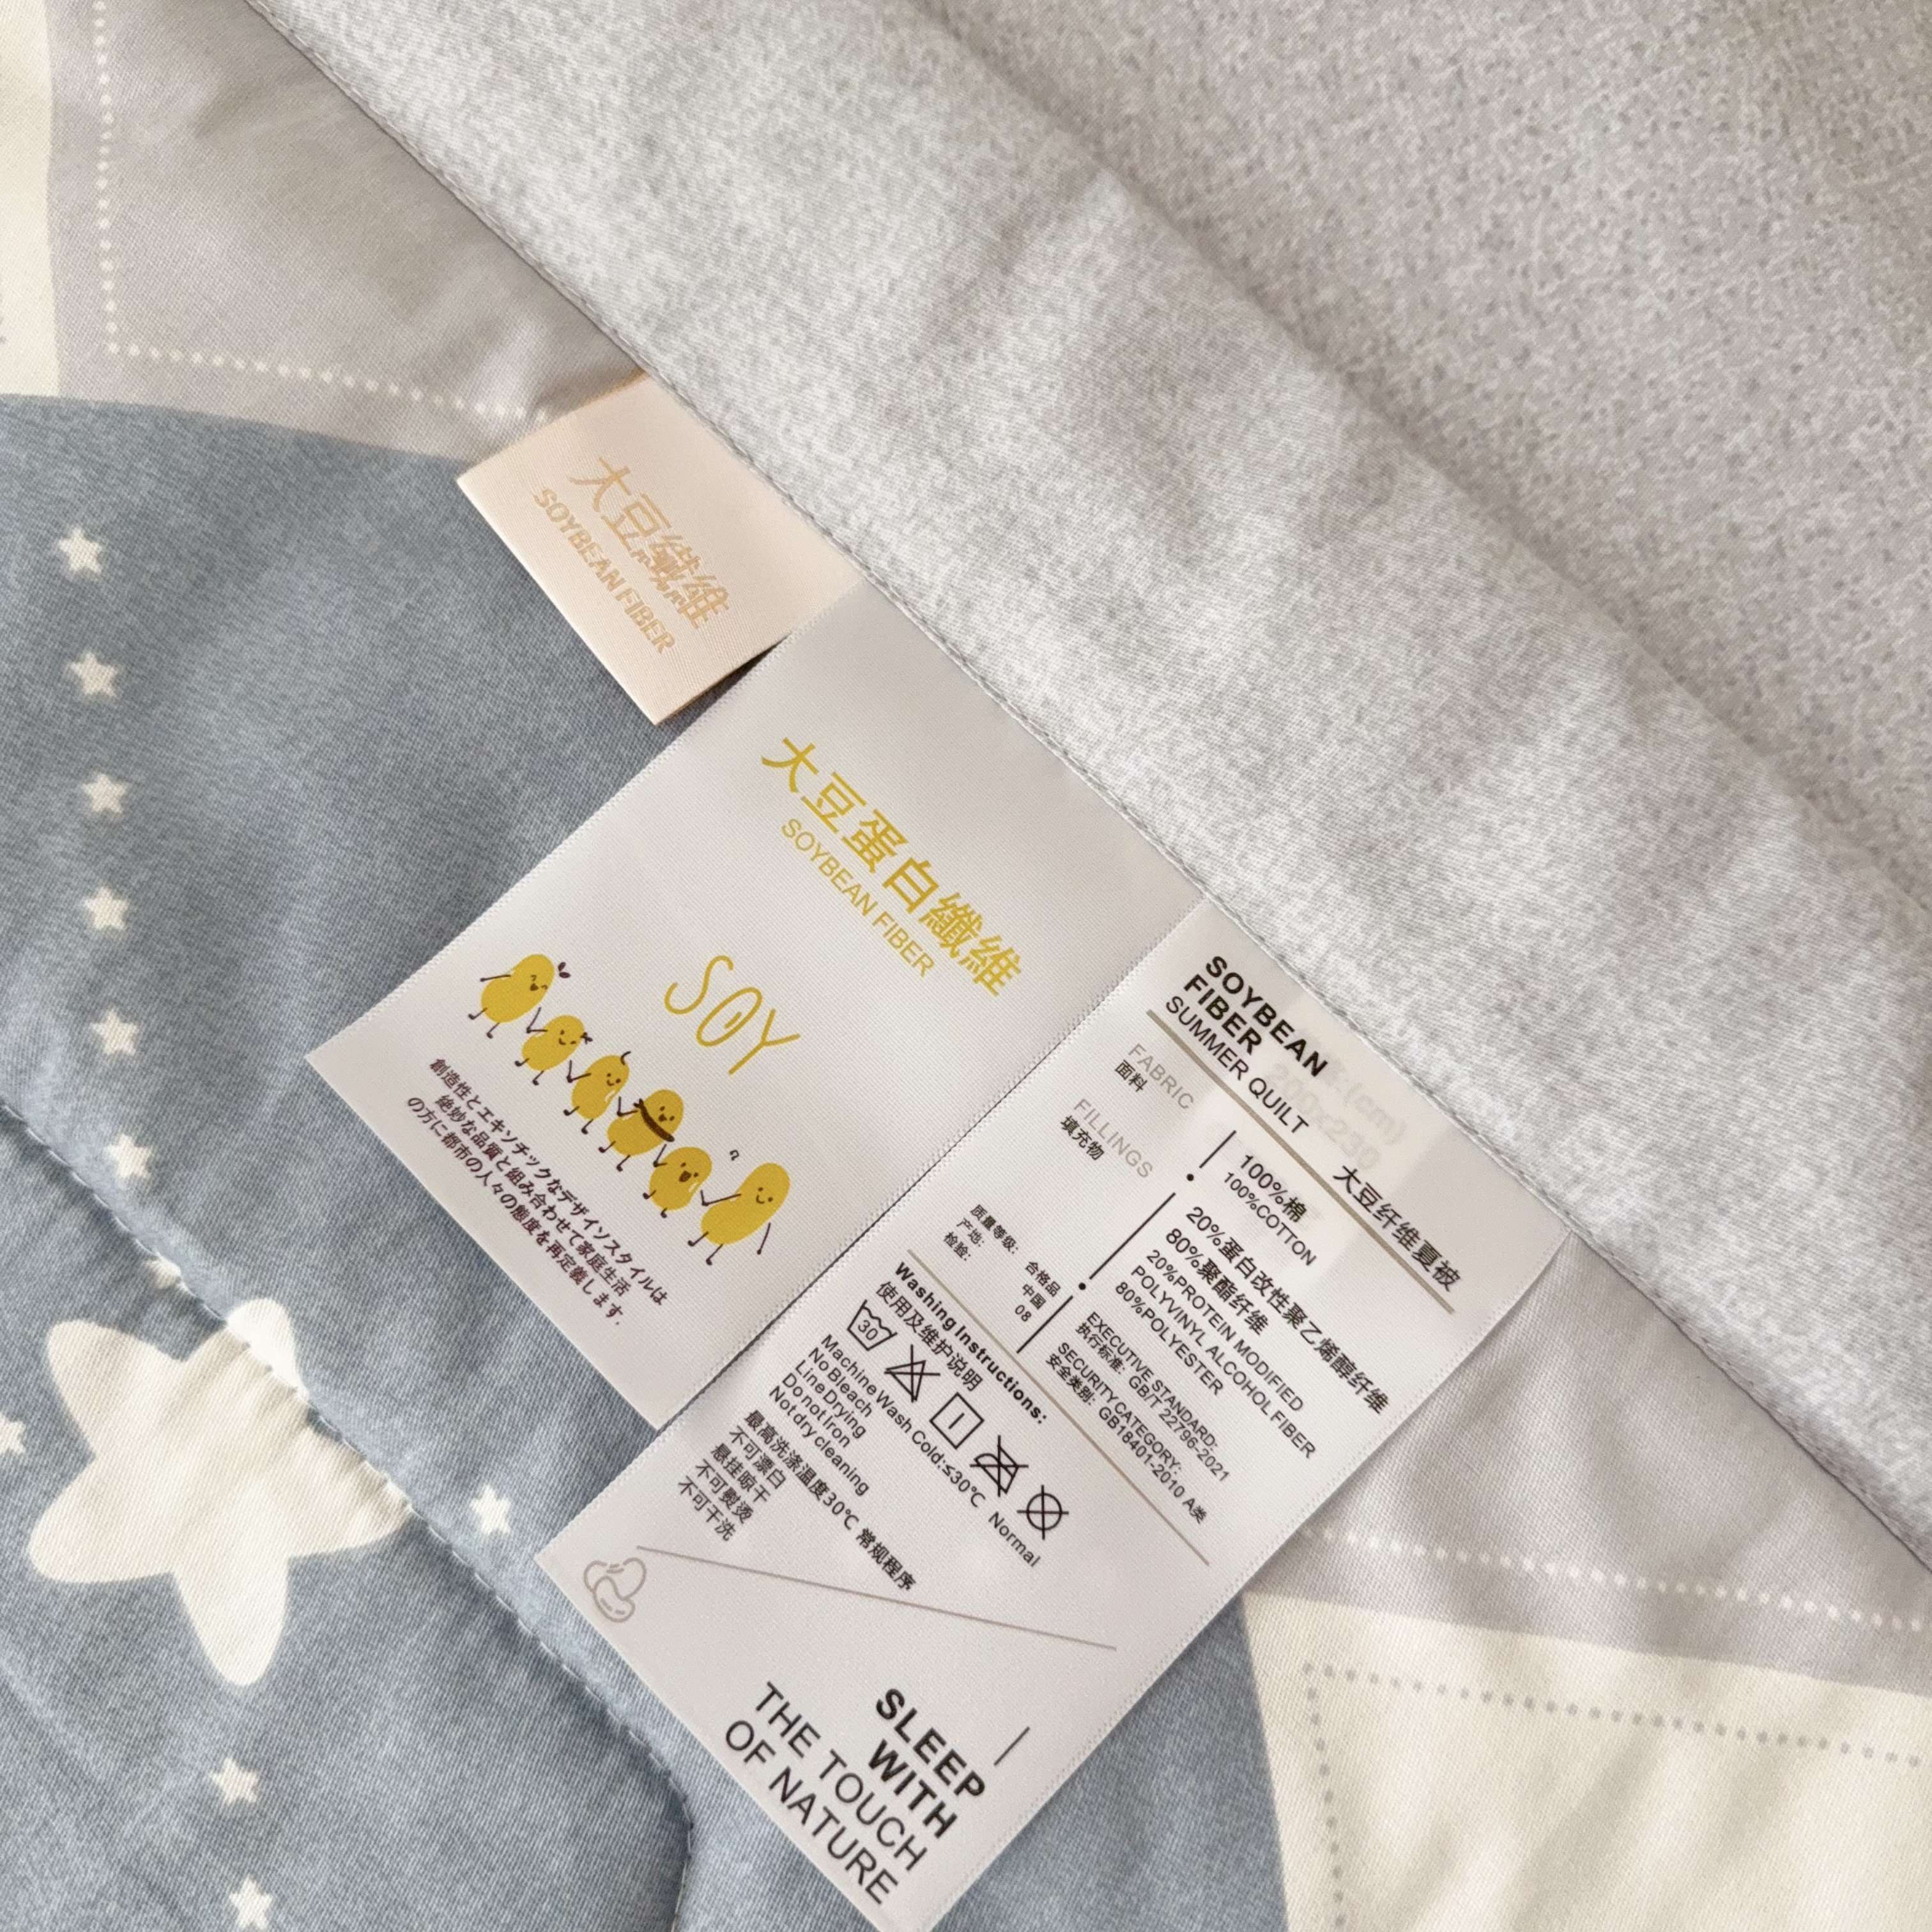 大豆纖維
SOYBEAN FIBER
大豆蛋白纖維
SOYBEAN FIBER
SOY
創造性とエキソチックなデザイソスタイルは
絶妙な品質と組み合わせて家庭生活
の方に都市の人々の態度を再定義します.
SOYBEAN
FIBER
SUMMER QUILT 大豆纤维夏被
FABRIC
面料
100%棉
100%COTTON
FILLINGS
填充物
20%蛋白改性聚乙烯醇纤维
80%聚酯纤维
20%PROTEIN MODIFIED
POLYVINYL ALCOHOL FIBER
80%POLYESTER
质量等级: 合格品
产地: 中国
检验: 08
EXECUTIVE STANDARD:
执行标准: GB/T 22796-2021
SECURITY CATEGORY:
安全类别: GB18401-2010 A类
Washing Instructions:
使用及维护说明
30
Machine Wash Cold:≤30℃ Normal
No Bleach
Line Drying
Do not Iron
Not dry cleaning
最高洗涤温度30℃ 常规程序
不可漂白
悬挂晾干
不可熨烫
不可干洗
SLEEP
WITH
THE TOUCH
OF NATURE